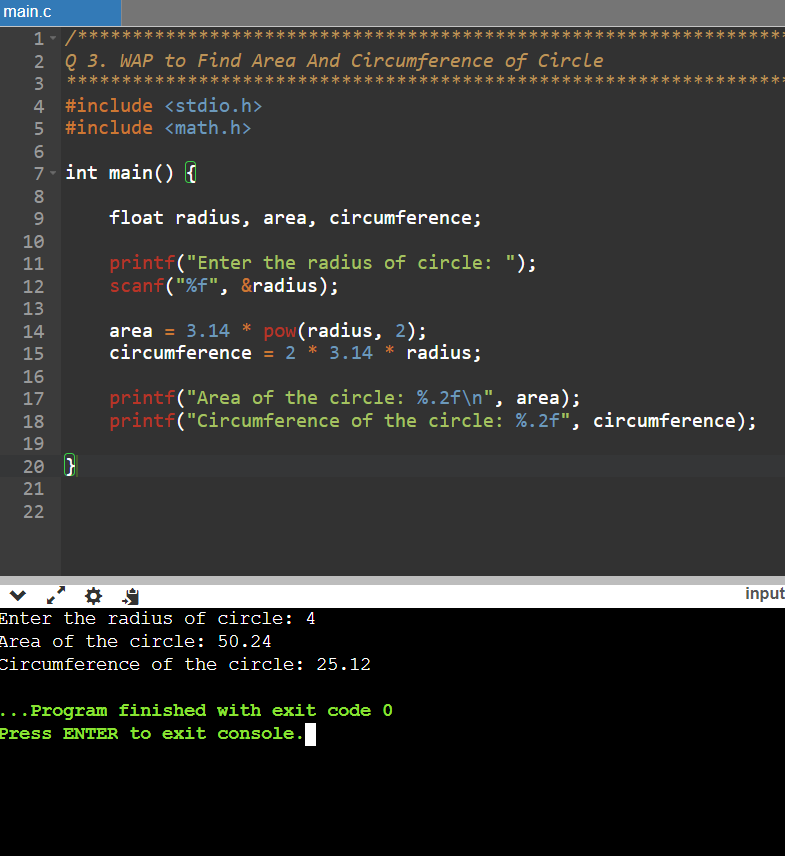 main.c
1 /****************************************************************
2 Q 3. WAP to Find Area And Circumference of Circle
3 *****************************************************************
4 #include <stdio.h>
5 #include <math.h>
6
7 int main() {
8
9     float radius, area, circumference;
10
11     printf("Enter the radius of circle: ");
12     scanf("%f", &radius);
13
14     area = 3.14 * pow(radius, 2);
15     circumference = 2 * 3.14 * radius;
16
17     printf("Area of the circle: %.2f\n", area);
18     printf("Circumference of the circle: %.2f", circumference);
19
20 }
21
22
input
Enter the radius of circle: 4
Area of the circle: 50.24
Circumference of the circle: 25.12
...Program finished with exit code 0
Press ENTER to exit console.